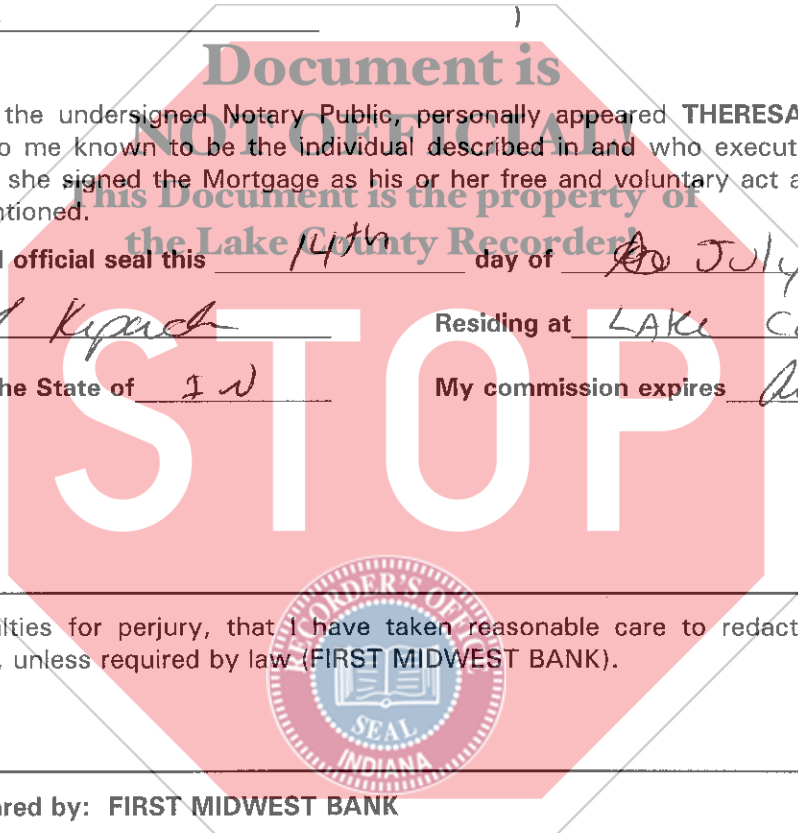 )
Document is
the undersigned Notary Public, personally appeared THERESA
NOT OFFICIAL!
o me known to be the individual described in and who execut
she signed the Mortgage as his or her free and voluntary act a
This Document is the property of
ntioned.
the Lake County Recorder!
official seal this 14th day of July
Residing at LAKE
he State of IN My commission expires
STOP
RECORDER'S OFFICE
lties for perjury, that I have taken reasonable care to redact
, unless required by law (FIRST MIDWEST BANK).
SEAL
INDIANA
ared by: FIRST MIDWEST BANK